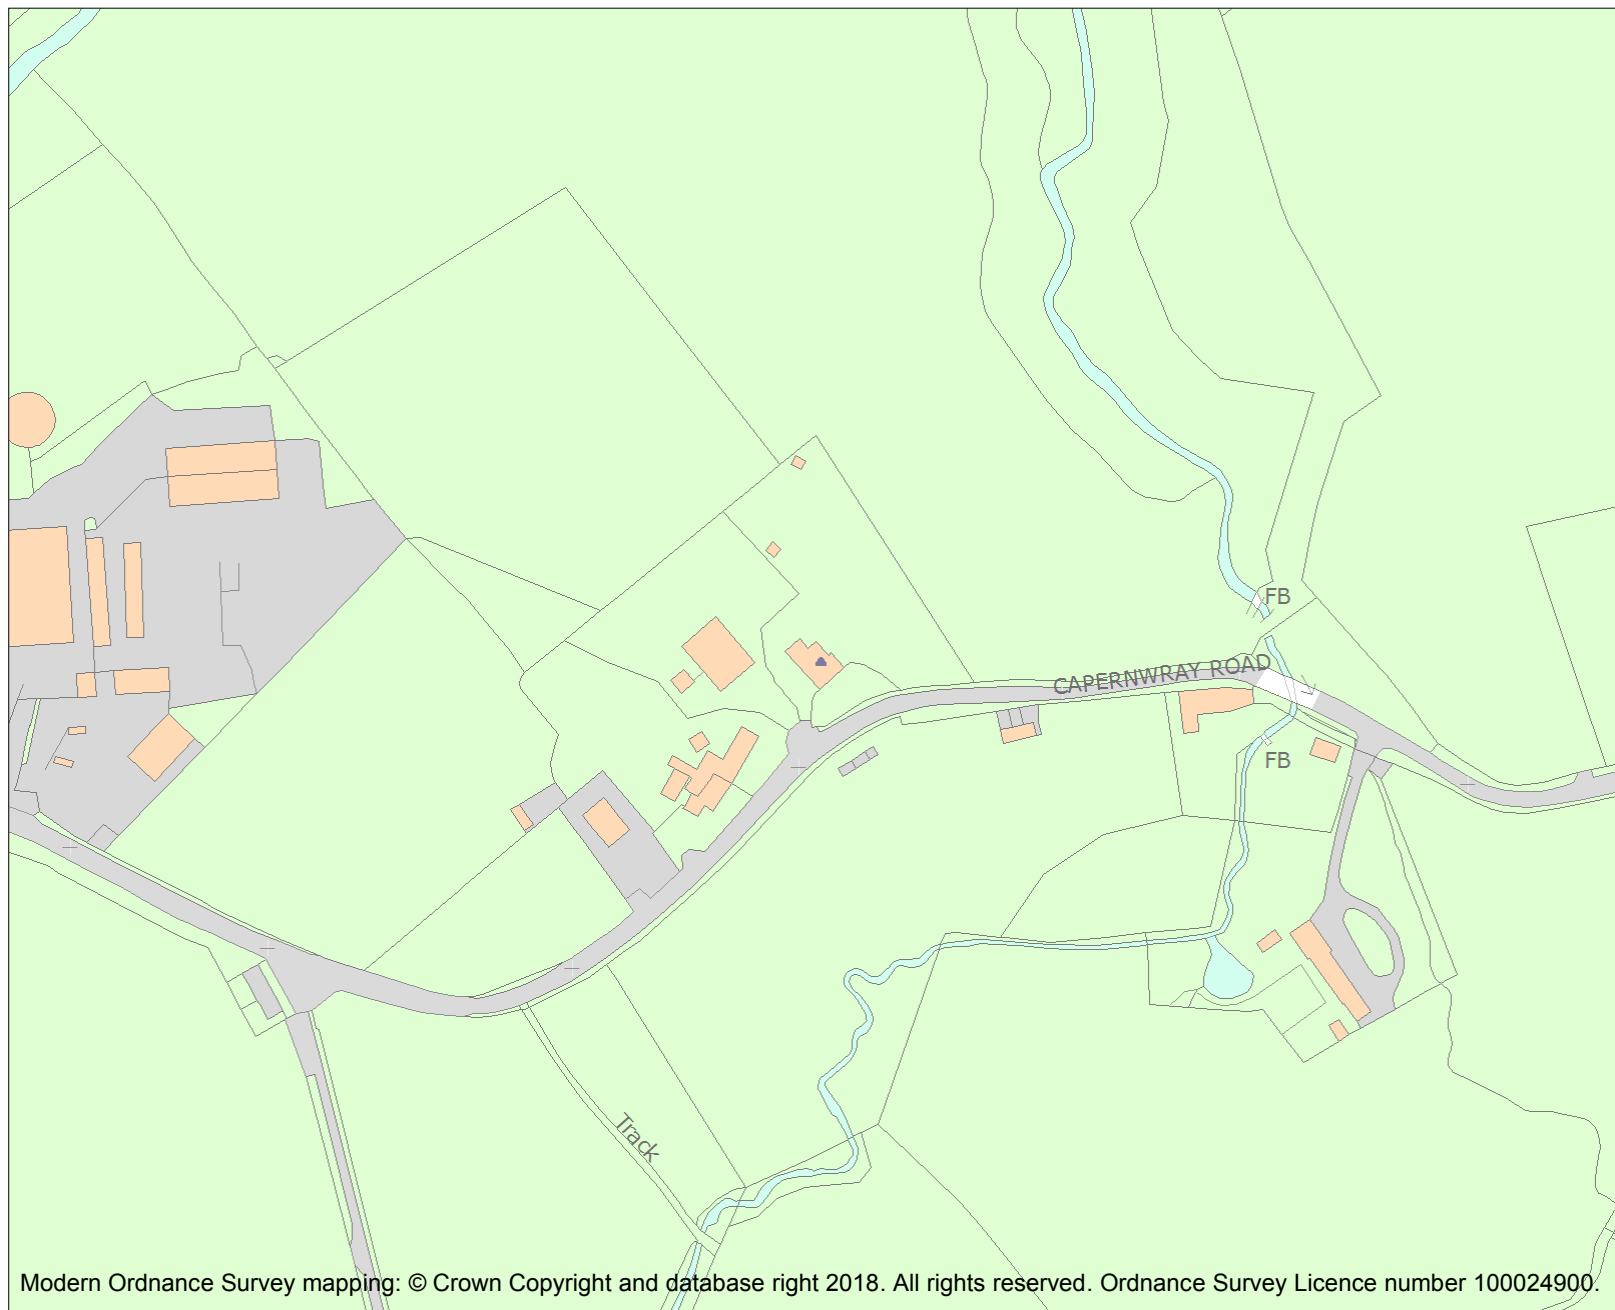 FB
CAPERNWRAY ROAD
FB
Track
Modern Ordnance Survey mapping: © Crown Copyright and database right 2018. All rights reserved. Ordnance Survey Licence number 100024900.